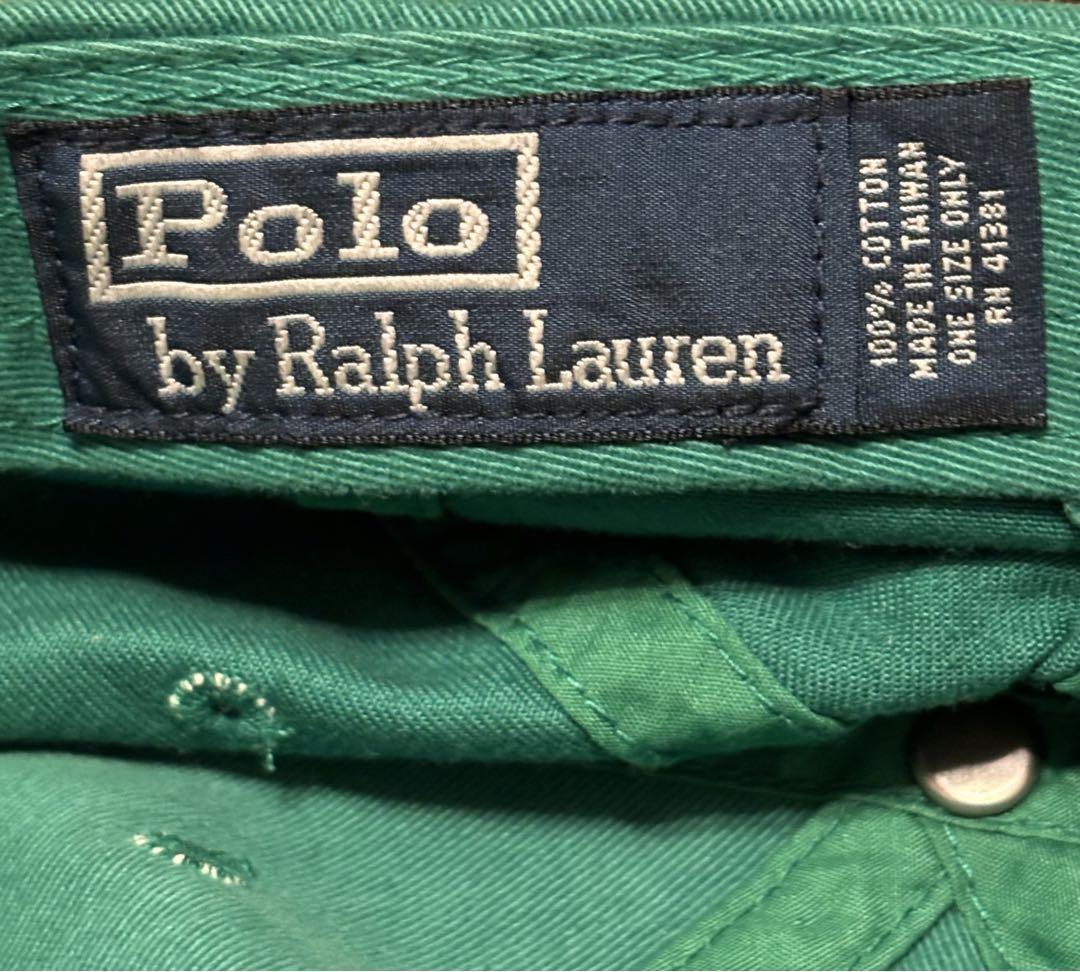 Polo
by Ralph Lauren
100% COTTON
MADE IN TAIWAN
ONE SIZE ONLY
RN 41381